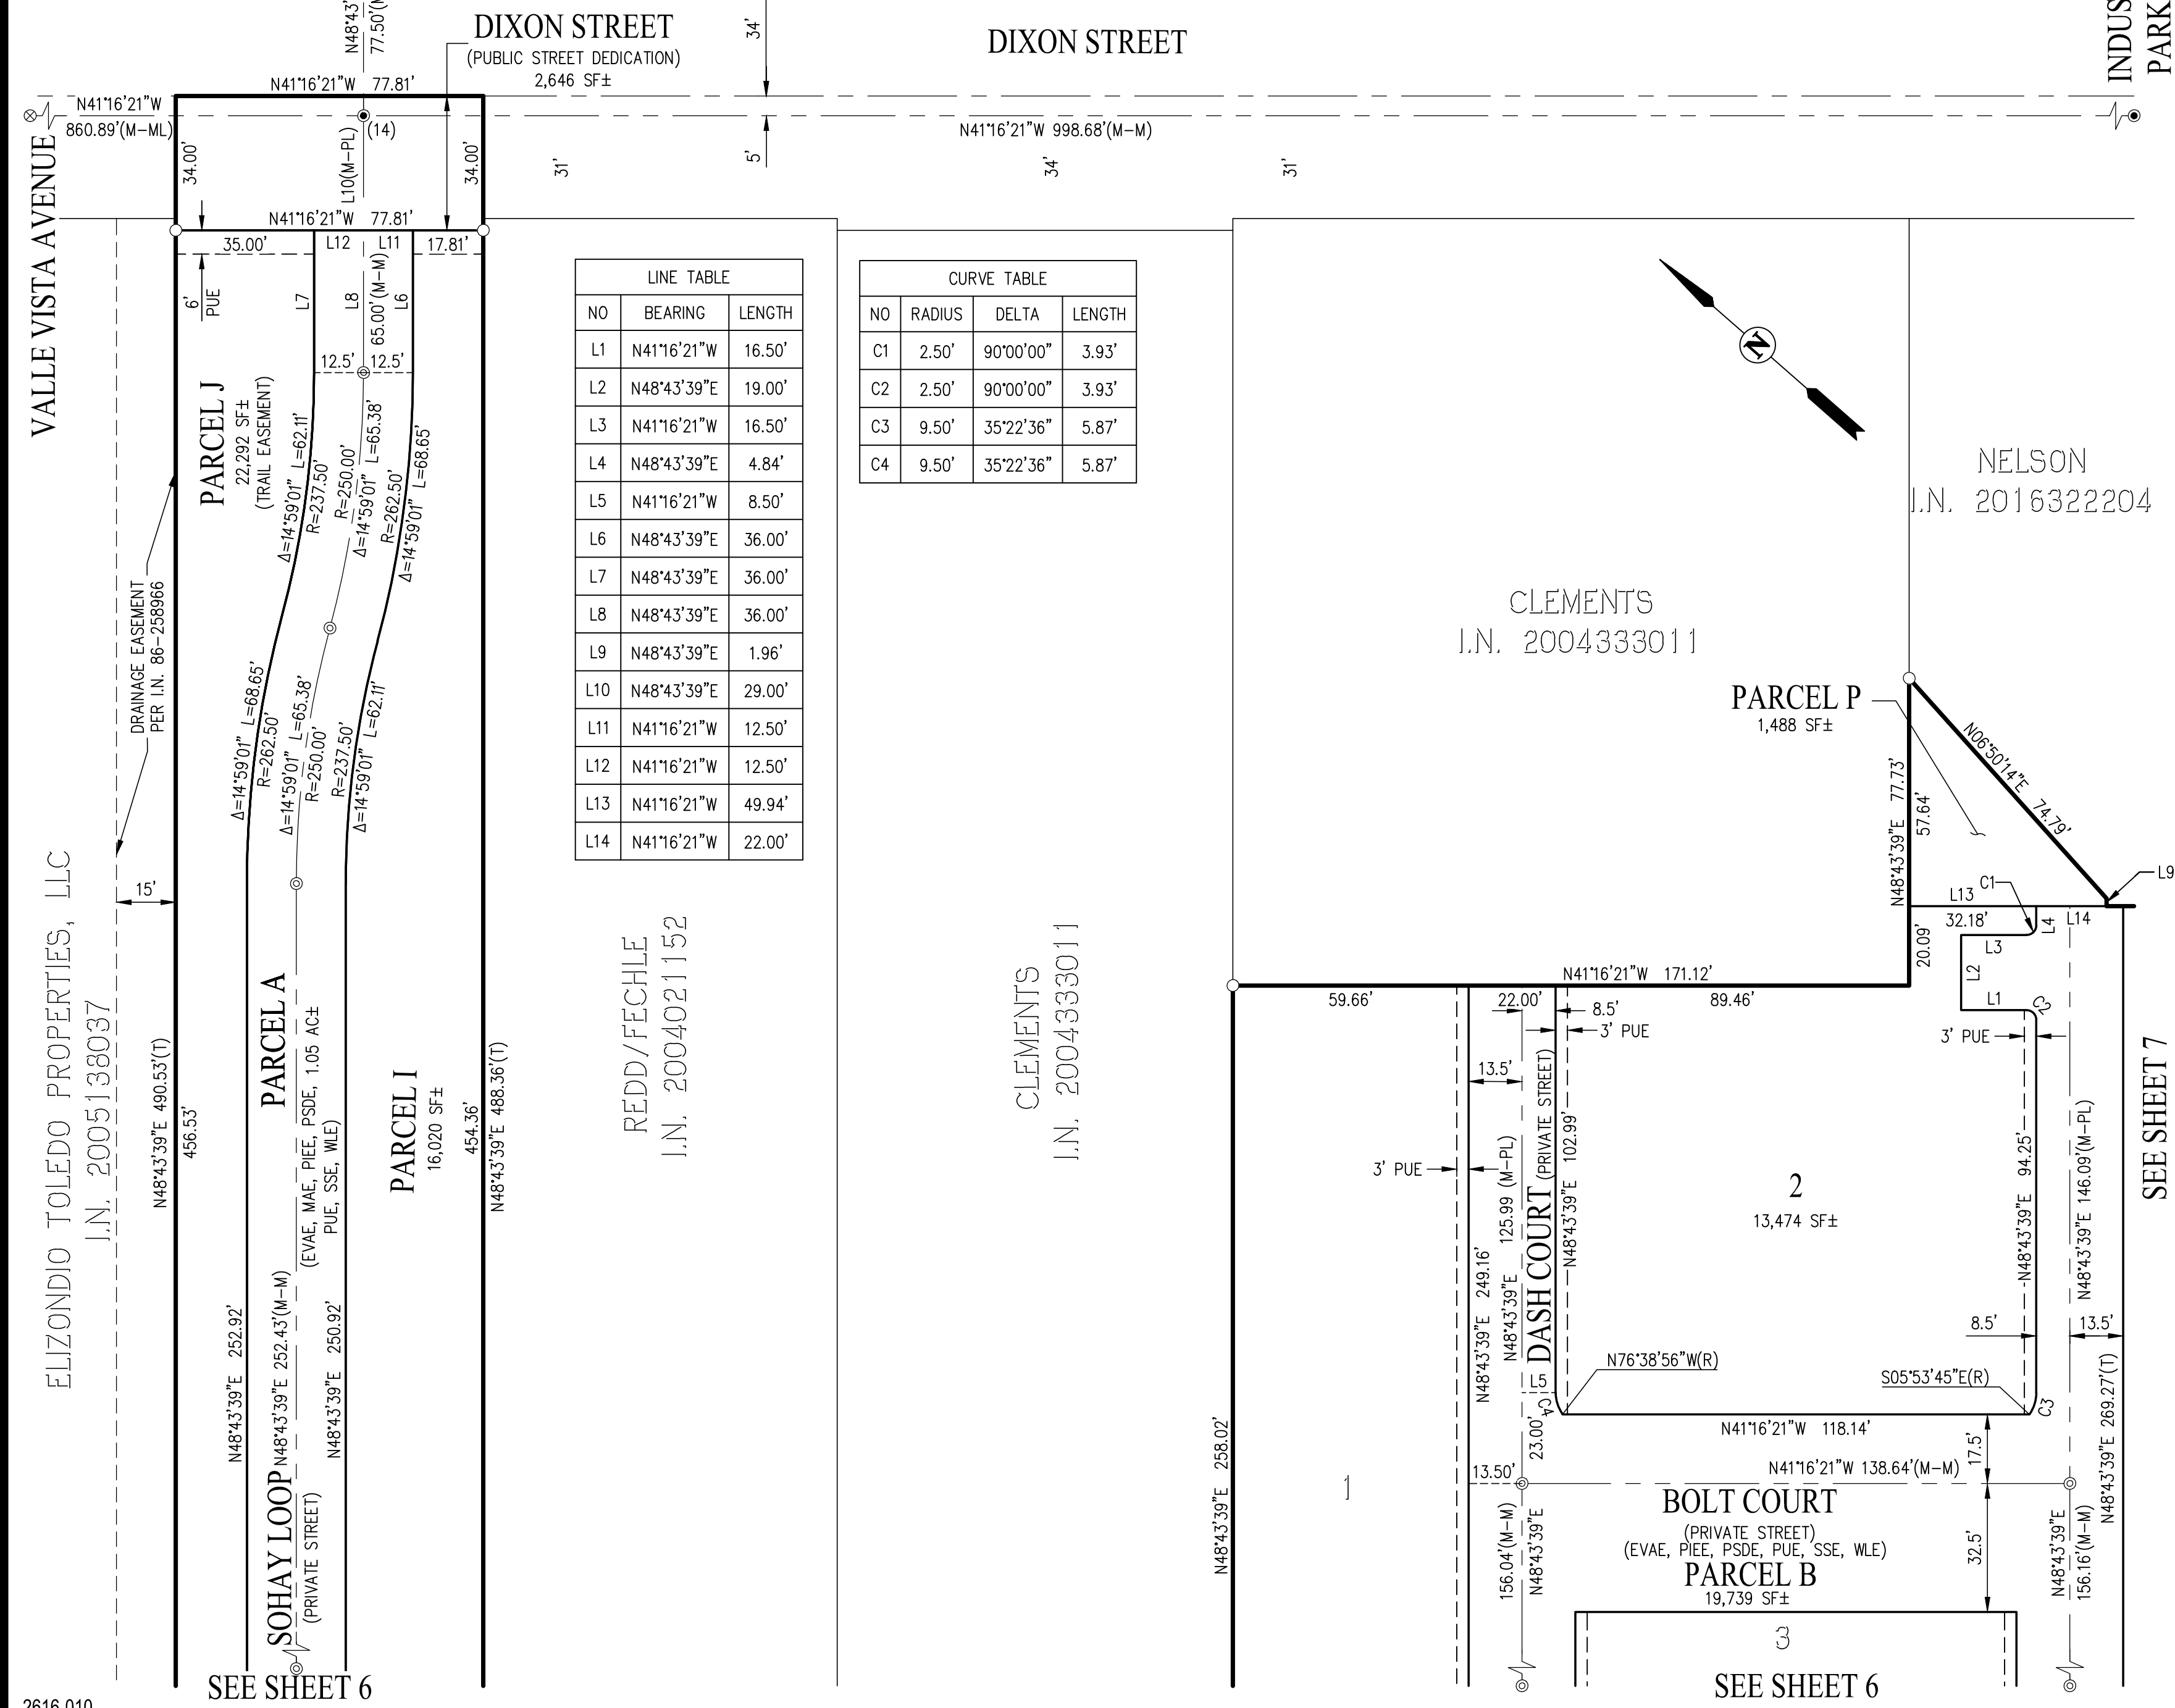 N48°43'
77.50'(M
DIXON STREET
(PUBLIC STREET DEDICATION)
2,646 SF±
34'
DIXON STREET
INDUS
PARK
N41°16'21"W 77.81'
N41°16'21"W
860.89'(M-ML)
(14)
N41°16'21"W 998.68'(M-M)
34.00'
L10(M-PL)
34.00'
31'
5'
34'
31'
VALLE VISTA AVENUE
N41°16'21"W 77.81'
35.00'
L12
L11
17.81'
6'
PUE
L7
L8
65.00'(M-M)
L6
12.5'
12.5'
PARCEL J
22,292 SF±
(TRAIL EASEMENT)
Δ=14°59'01" L=62.11'
R=237.50'
R=250.00'
Δ=14°59'01" L=65.38'
R=262.50'
Δ=14°59'01" L=68.65'
DRAINAGE EASEMENT
PER I.N. 86-258966
Δ=14°59'01" L=68.65'
R=262.50'
Δ=14°59'01" L=65.38'
R=250.00'
R=237.50'
Δ=14°59'01" L=62.11'
15'
ELIZONDIO TOLEDO PROPERTIES, LLC
I.N. 2005138037
N48°43'39"E 490.53'(T)
456.53'
PARCEL A
(EVAE, MAE, PIEE, PSDE, 1.05 AC±
PUE, SSE, WLE)
PARCEL I
16,020 SF±
454.36'
N48°43'39"E 488.36'(T)
N48°43'39"E 252.92'
N48°43'39"E 252.43'(M-M)
N48°43'39"E 250.92'
SOHAY LOOP
(PRIVATE STREET)
SEE SHEET 6
2616.010
LINE TABLE
NO BEARING LENGTH
L1 N41°16'21"W 16.50'
L2 N48°43'39"E 19.00'
L3 N41°16'21"W 16.50'
L4 N48°43'39"E 4.84'
L5 N41°16'21"W 8.50'
L6 N48°43'39"E 36.00'
L7 N48°43'39"E 36.00'
L8 N48°43'39"E 36.00'
L9 N48°43'39"E 1.96'
L10 N48°43'39"E 29.00'
L11 N41°16'21"W 12.50'
L12 N41°16'21"W 12.50'
L13 N41°16'21"W 49.94'
L14 N41°16'21"W 22.00'
CURVE TABLE
NO RADIUS DELTA LENGTH
C1 2.50' 90°00'00" 3.93'
C2 2.50' 90°00'00" 3.93'
C3 9.50' 35°22'36" 5.87'
C4 9.50' 35°22'36" 5.87'
REDD/FECHLE
I.N. 2004021152
CLEMENTS
I.N. 2004333011
N
NELSON
I.N. 2016322204
CLEMENTS
I.N. 2004333011
PARCEL P
1,488 SF±
N06°50'14"E 74.79'
N48°43'39"E 77.73'
57.64'
L9
C1
L13
32.18'
L4
L14
L3
L2
L1
C2
20.09'
N41°16'21"W 171.12'
59.66'
22.00'
89.46'
8.5'
3' PUE
3' PUE
13.5'
3' PUE
N48°43'39"E 249.16'
N48°43'39"E
125.99 (M-PL)
DASH COURT
(PRIVATE STREET)
N48°43'39"E 102.99'
2
13,474 SF±
N48°43'39"E 94.25'
N48°43'39"E 146.09'(M-PL)
SEE SHEET 7
8.5'
13.5'
N76°38'56"W(R)
S05°53'45"E(R)
L5
C4
C3
N41°16'21"W 118.14'
23.00'
17.5'
N48°43'39"E 269.27'(T)
N48°43'39"E 258.02'
1
13.50'
N41°16'21"W 138.64'(M-M)
BOLT COURT
(PRIVATE STREET)
(EVAE, PIEE, PSDE, PUE, SSE, WLE)
PARCEL B
19,739 SF±
32.5'
156.04'(M-M)
N48°43'39"E
N48°43'39"E
156.16'(M-M)
3
SEE SHEET 6